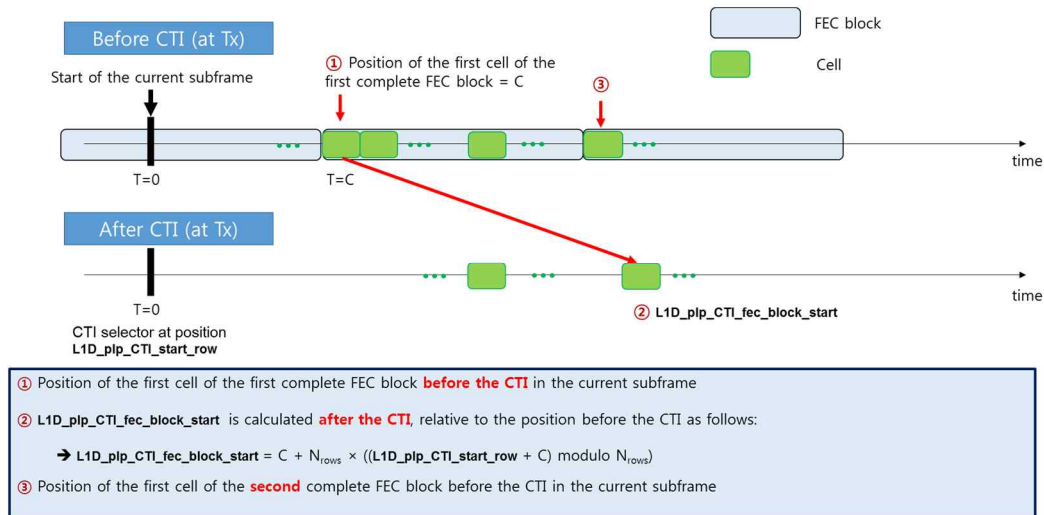 Before CTI (at Tx)
FEC block
Cell
Start of the current subframe
① Position of the first cell of the
first complete FEC block = C
③
T=0
T=C
time
After CTI (at Tx)
T=0
time
CTI selector at position
L1D_plp_CTI_start_row
② L1D_plp_CTI_fec_block_start
① Position of the first cell of the first complete FEC block before the CTI in the current subframe
② L1D_plp_CTI_fec_block_start is calculated after the CTI, relative to the position before the CTI as follows:
➔ L1D_plp_CTI_fec_block_start = C + Nrows × ((L1D_plp_CTI_start_row + C) modulo Nrows)
③ Position of the first cell of the second complete FEC block before the CTI in the current subframe